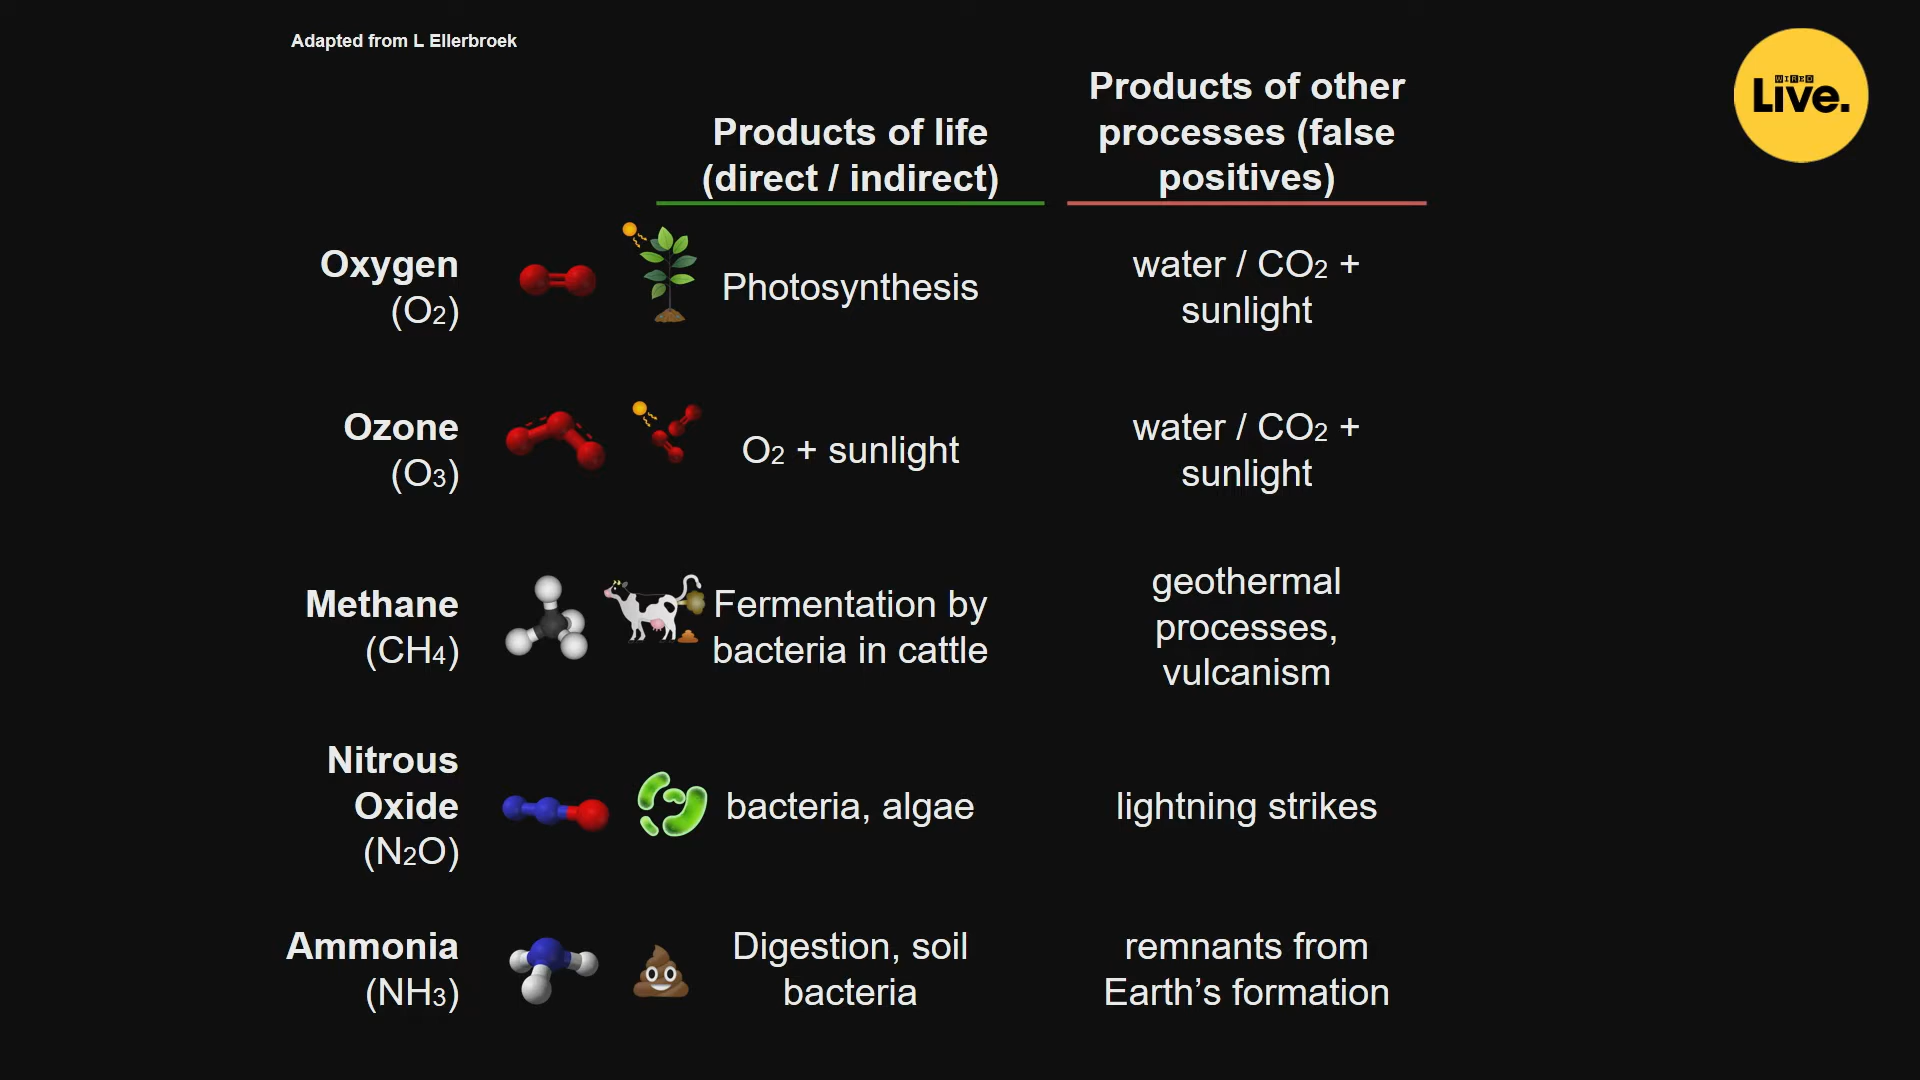 Adapted from L Ellerbroek
WIRED
Live.
Products of life
(direct / indirect)
Products of other
processes (false
positives)
Oxygen
(O2)
Photosynthesis
water / CO2 +
sunlight
Ozone
(O3)
O2 + sunlight
water / CO2 +
sunlight
Methane
(CH4)
Fermentation by
bacteria in cattle
geothermal
processes,
vulcanism
Nitrous
Oxide
(N2O)
bacteria, algae
lightning strikes
Ammonia
(NH3)
Digestion, soil
bacteria
remnants from
Earth’s formation